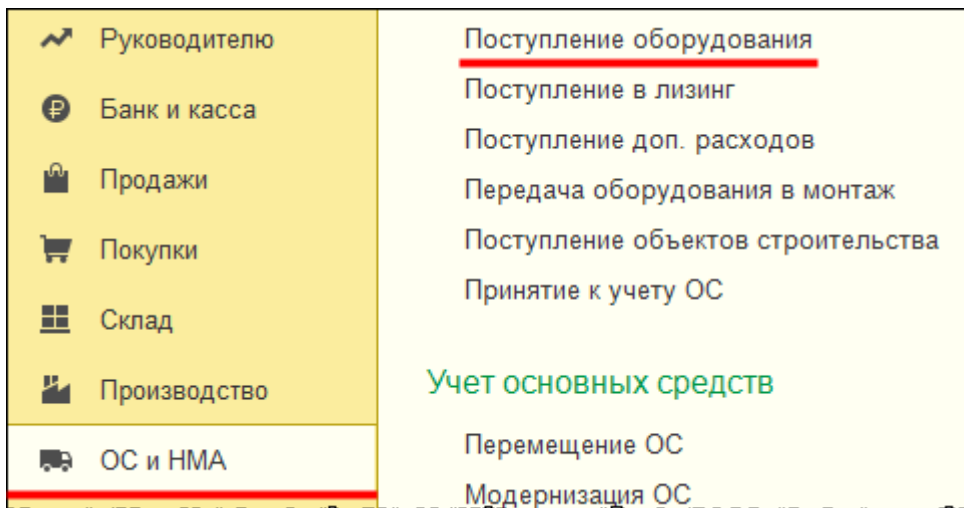 Руководителю
Банк и касса
Продажи
Покупки
Склад
Производство
ОС и НМА
Поступление оборудования
Поступление в лизинг
Поступление доп. расходов
Передача оборудования в монтаж
Поступление объектов строительства
Принятие к учету ОС
Учет основных средств
Перемещение ОС
Модернизация ОС